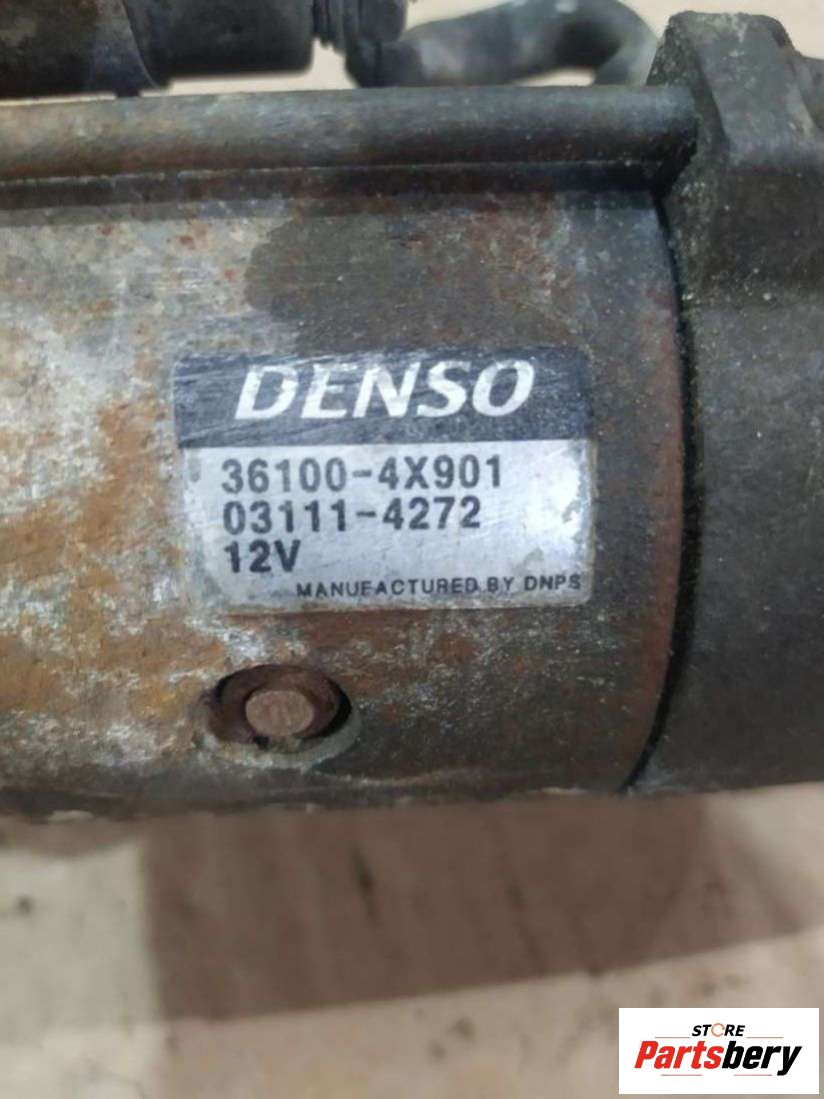 DENSO
36100-4X901
03111-4272
12V
MANUFACTURED BY DNPS
STORE
Partsbery